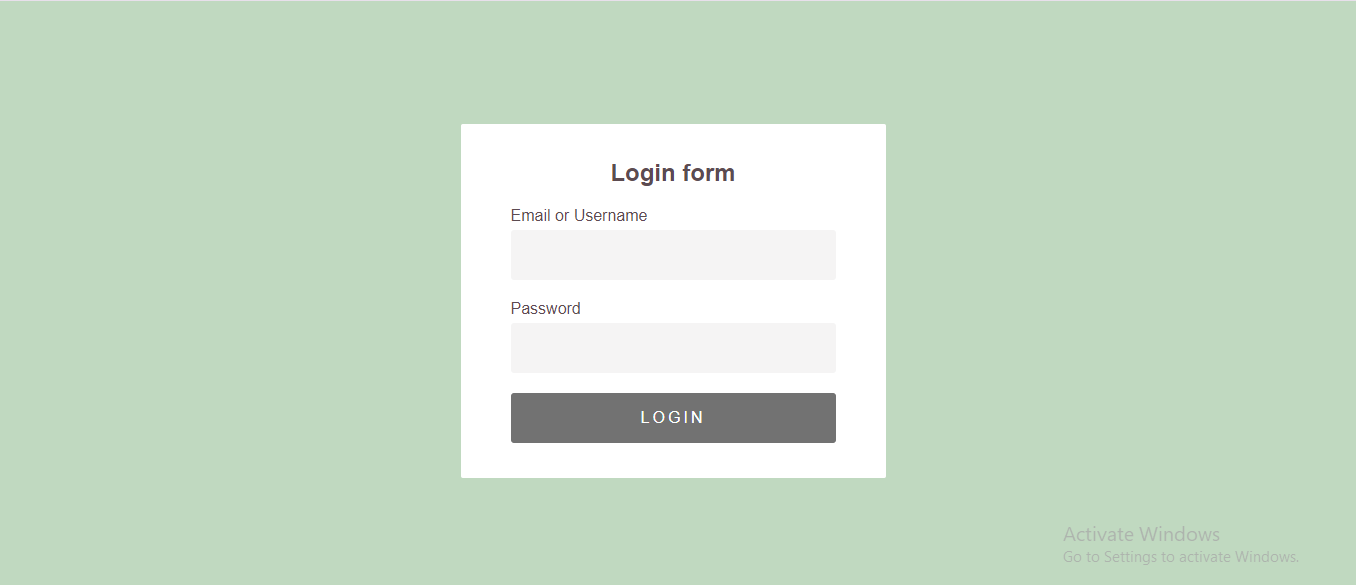 Login form
Email or Username
Password
LOGIN
Activate Windows
Go to Settings to activate Windows.